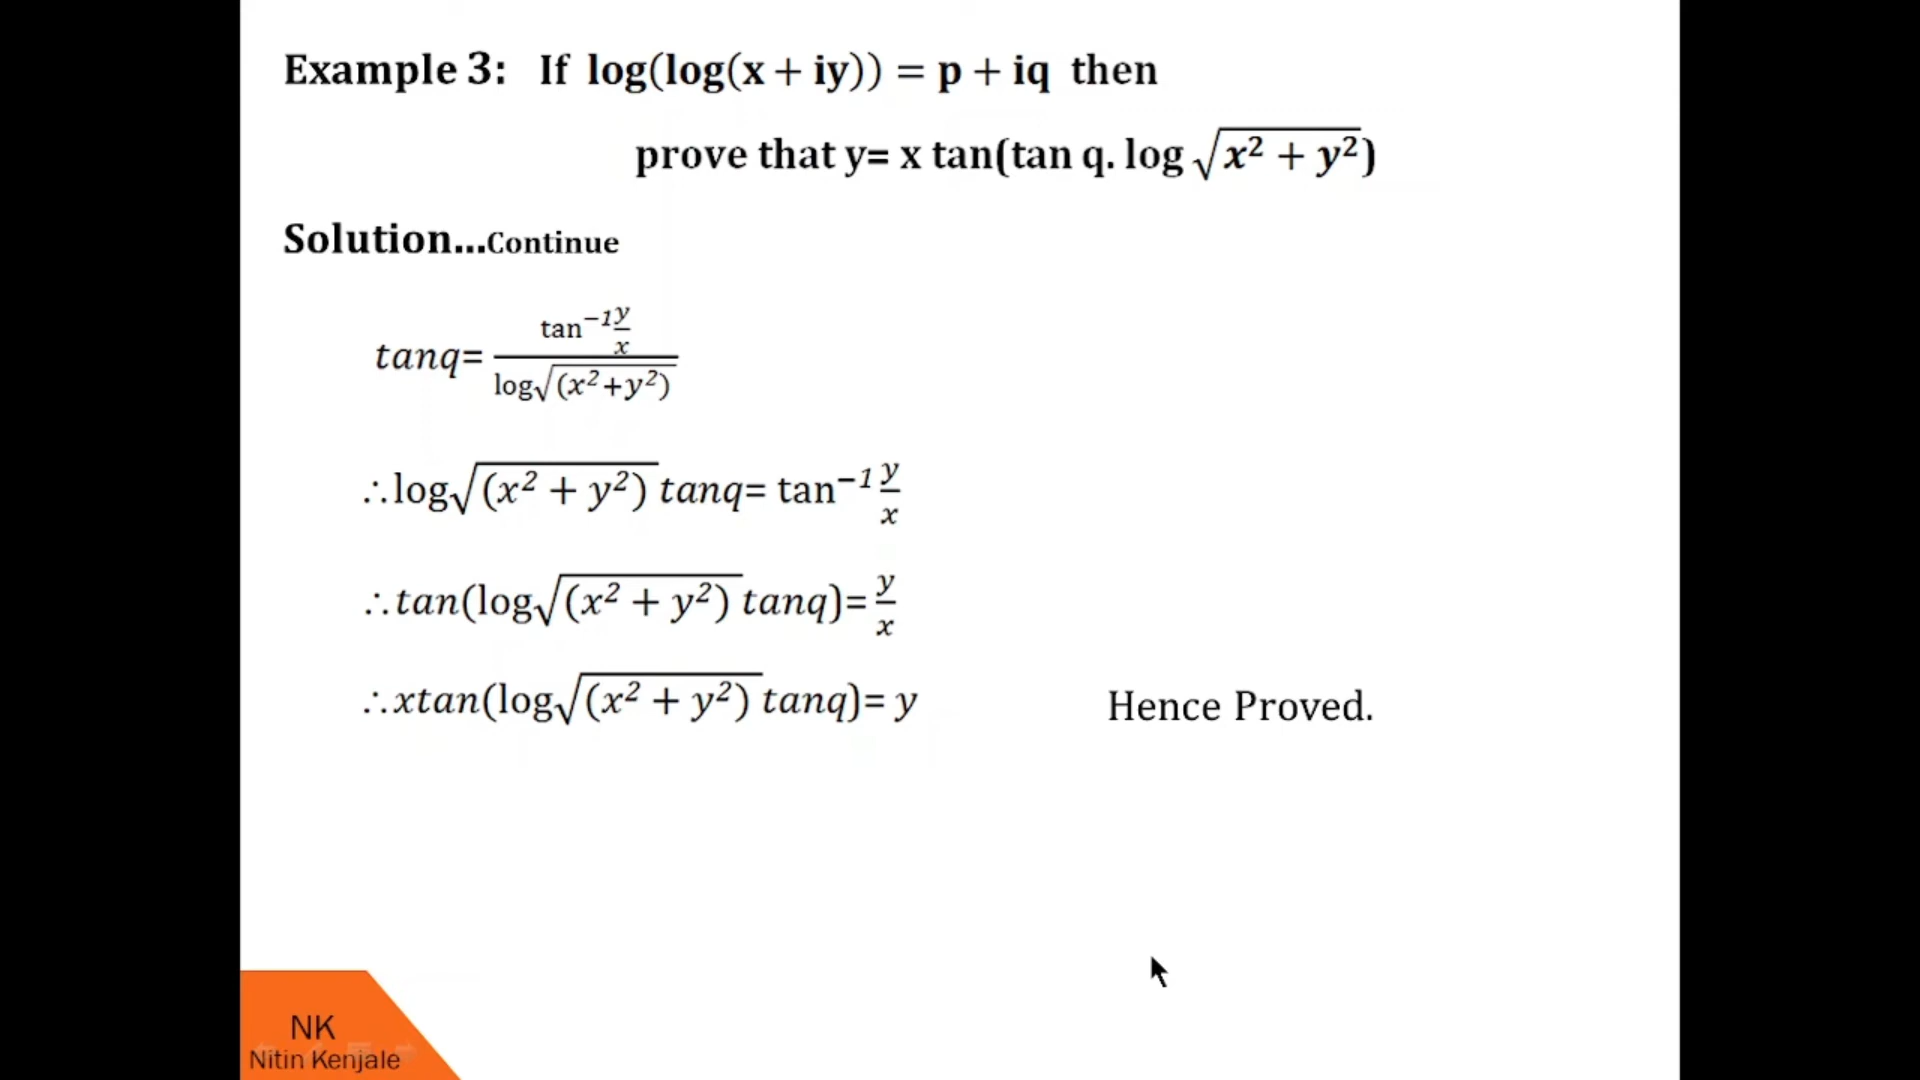 Example 3: If log(log(x + iy)) = p + iq then
prove that y= x tan(tan q. log √(x² + y²))
Solution...Continue
tanq= tan⁻¹ y/x / log√(x²+y²)
∴log√(x² + y²) tanq= tan⁻¹ y/x
∴tan(log√(x² + y²) tanq)= y/x
∴xtan(log√(x² + y²) tanq)= y Hence Proved.
NK
Nitin Kenjale